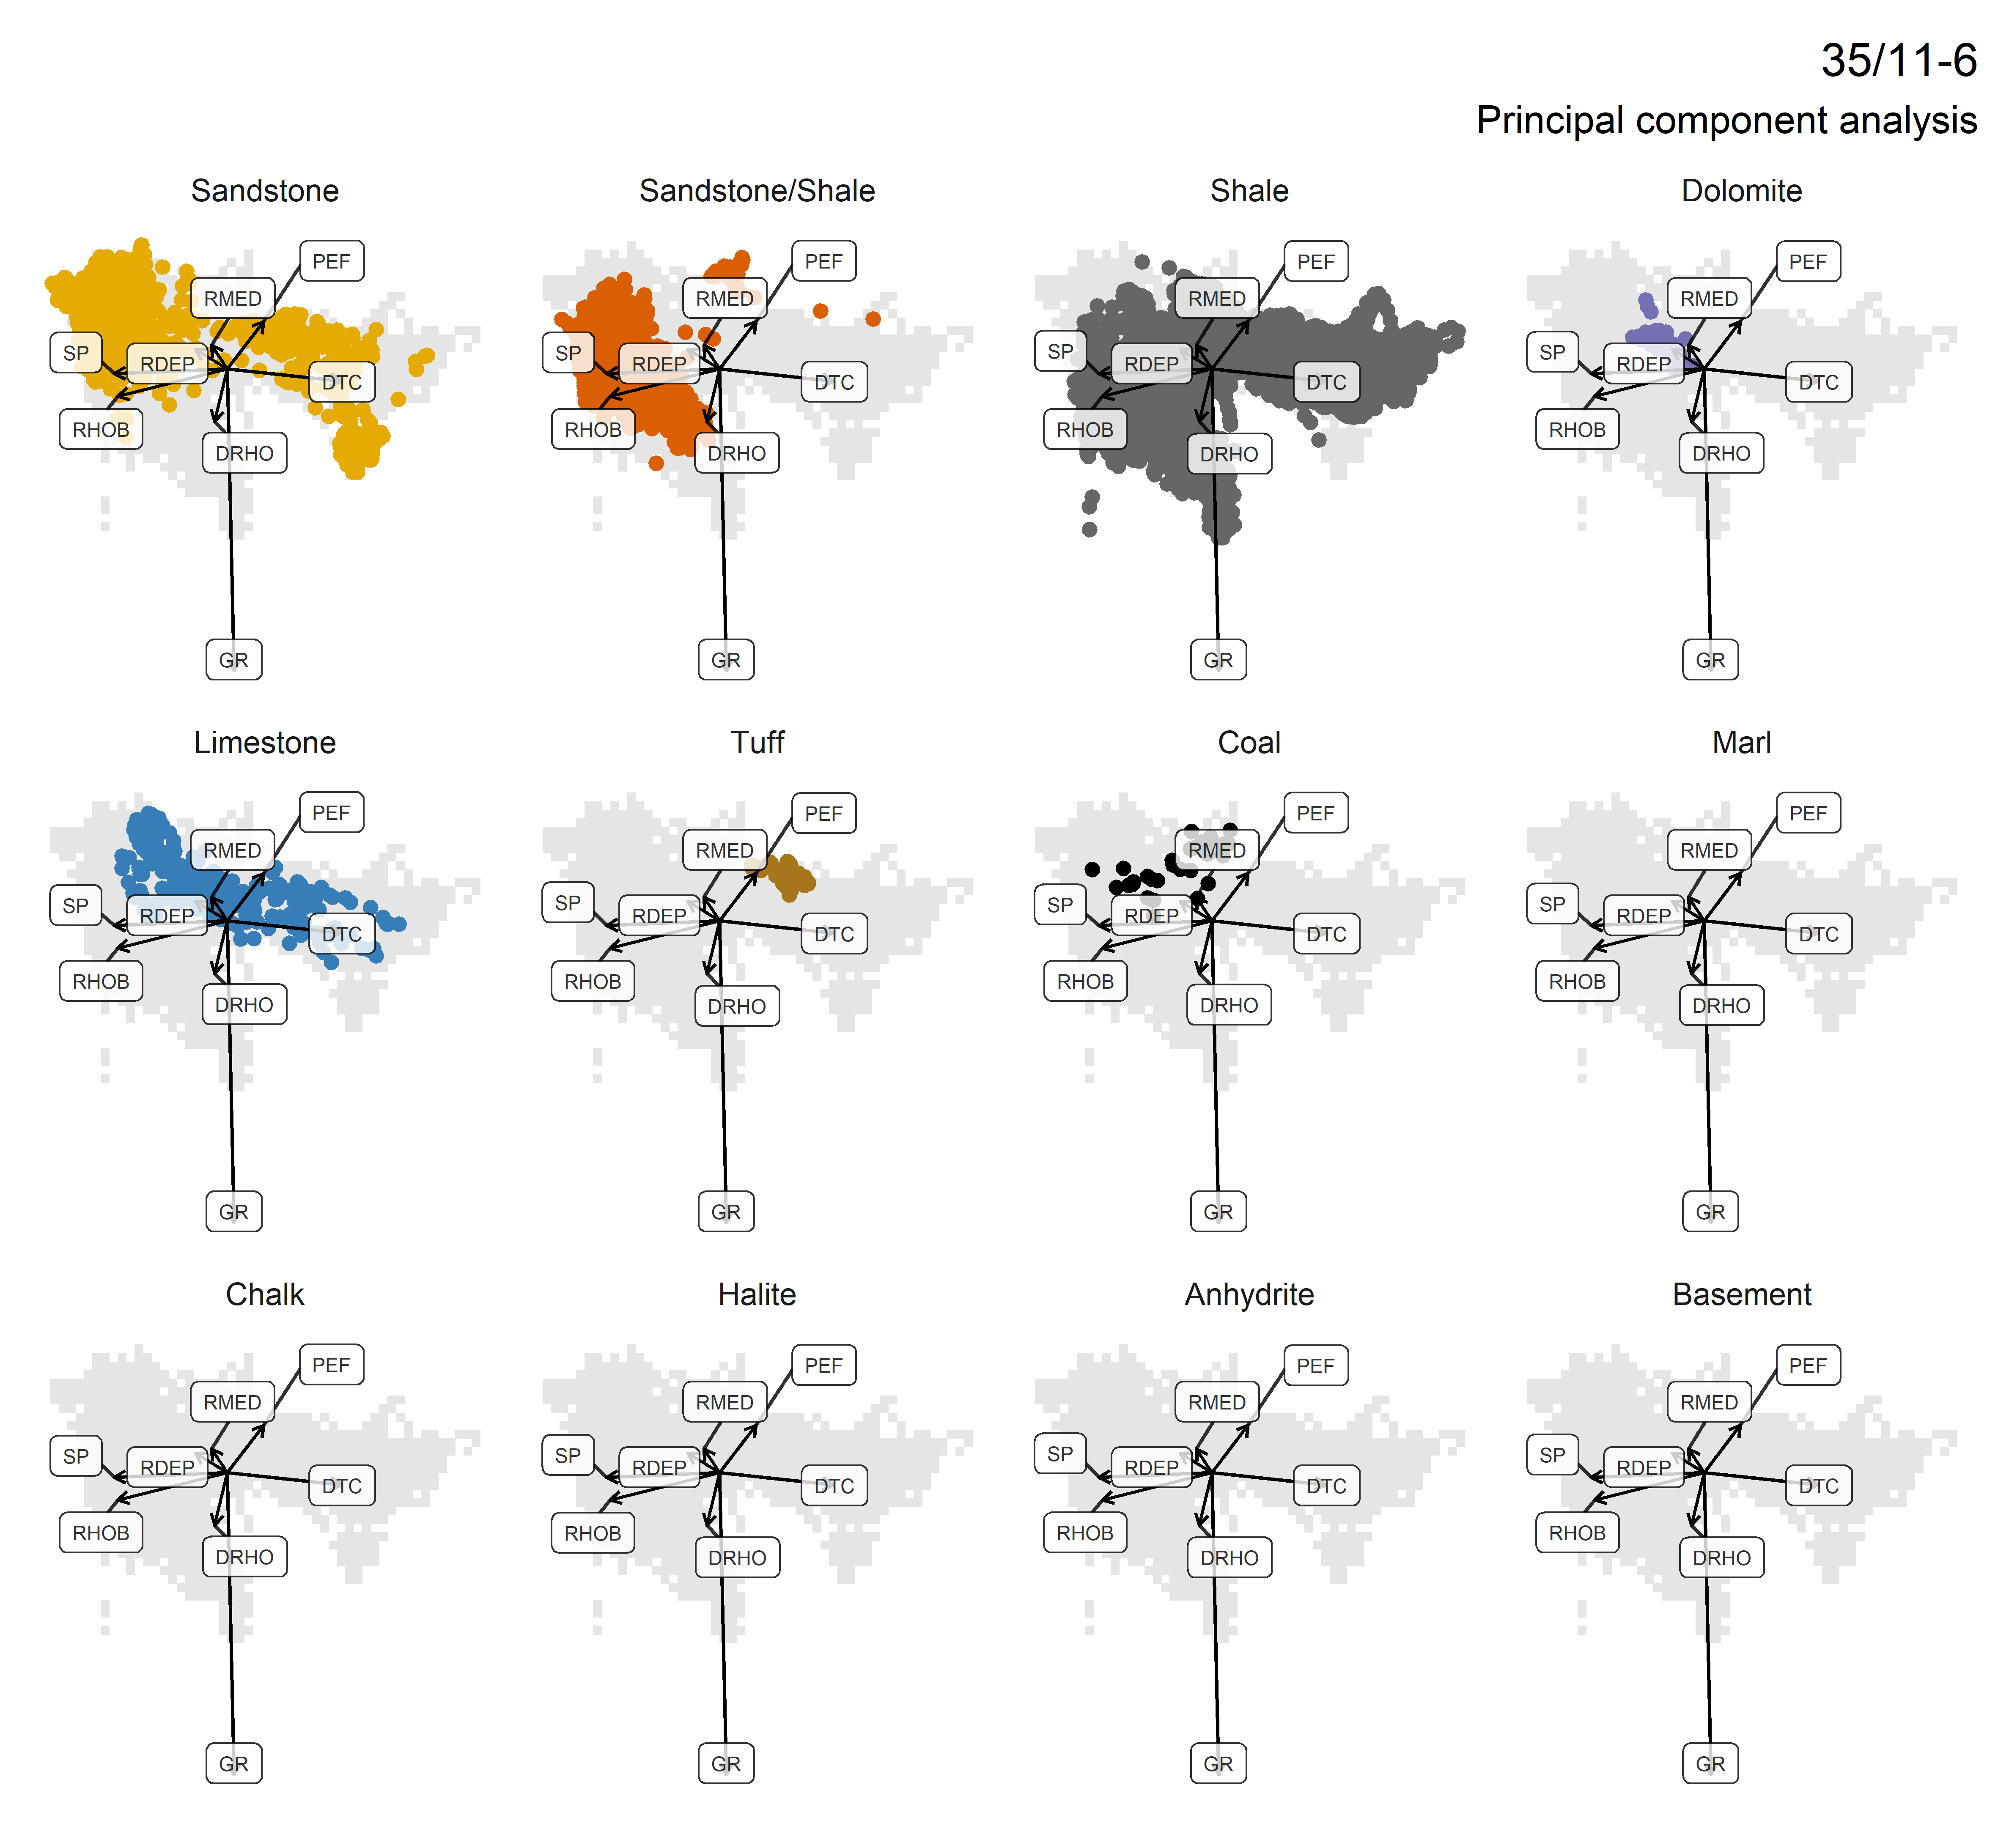 35/11-6
Principal component analysis
Sandstone
PEF
RMED
SP
RDEP
DTC
RHOB
DRHO
GR
Sandstone/Shale
PEF
RMED
SP
RDEP
DTC
RHOB
DRHO
GR
Shale
PEF
RMED
SP
RDEP
DTC
RHOB
DRHO
GR
Dolomite
PEF
RMED
SP
RDEP
DTC
RHOB
DRHO
GR
Limestone
PEF
RMED
SP
RDEP
DTC
RHOB
DRHO
GR
Tuff
PEF
RMED
SP
RDEP
DTC
RHOB
DRHO
GR
Coal
PEF
RMED
SP
RDEP
DTC
RHOB
DRHO
GR
Marl
PEF
RMED
SP
RDEP
DTC
RHOB
DRHO
GR
Chalk
PEF
RMED
SP
RDEP
DTC
RHOB
DRHO
GR
Halite
PEF
RMED
SP
RDEP
DTC
RHOB
DRHO
GR
Anhydrite
PEF
RMED
SP
RDEP
DTC
RHOB
DRHO
GR
Basement
PEF
RMED
SP
RDEP
DTC
RHOB
DRHO
GR